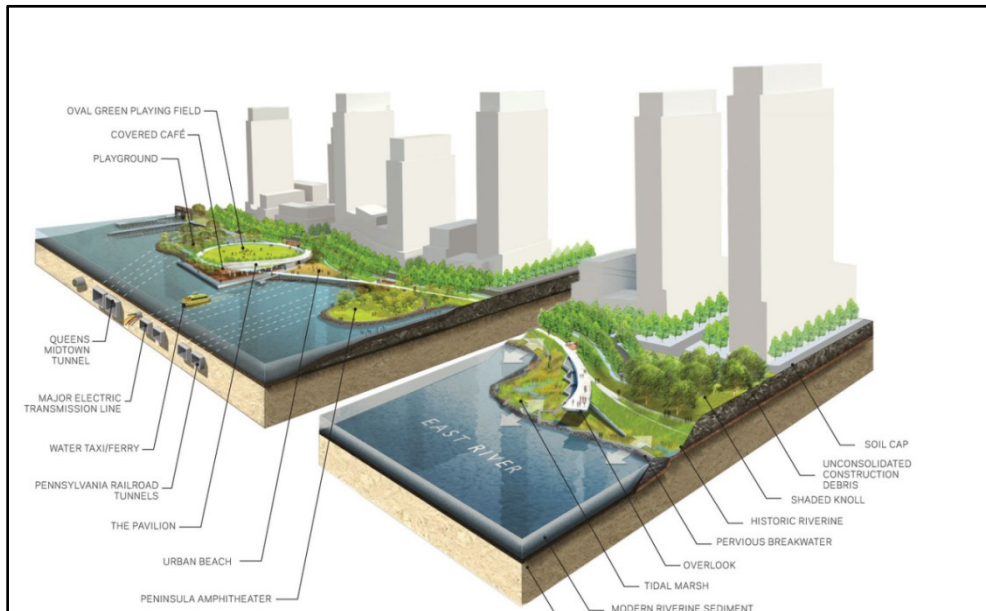 OVAL GREEN PLAYING FIELD
COVERED CAFÉ
PLAYGROUND
QUEENS
MIDTOWN
TUNNEL
MAJOR ELECTRIC
TRANSMISSION LINE
WATER TAXI/FERRY
PENNSYLVANIA RAILROAD
TUNNELS
THE PAVILION
URBAN BEACH
PENINSULA AMPHITHEATER
EAST RIVER
SOIL CAP
UNCONSOLIDATED
CONSTRUCTION
DEBRIS
SHADED KNOLL
HISTORIC RIVERINE
PERVIOUS BREAKWATER
OVERLOOK
TIDAL MARSH
MODERN RIVERINE SEDIMENT